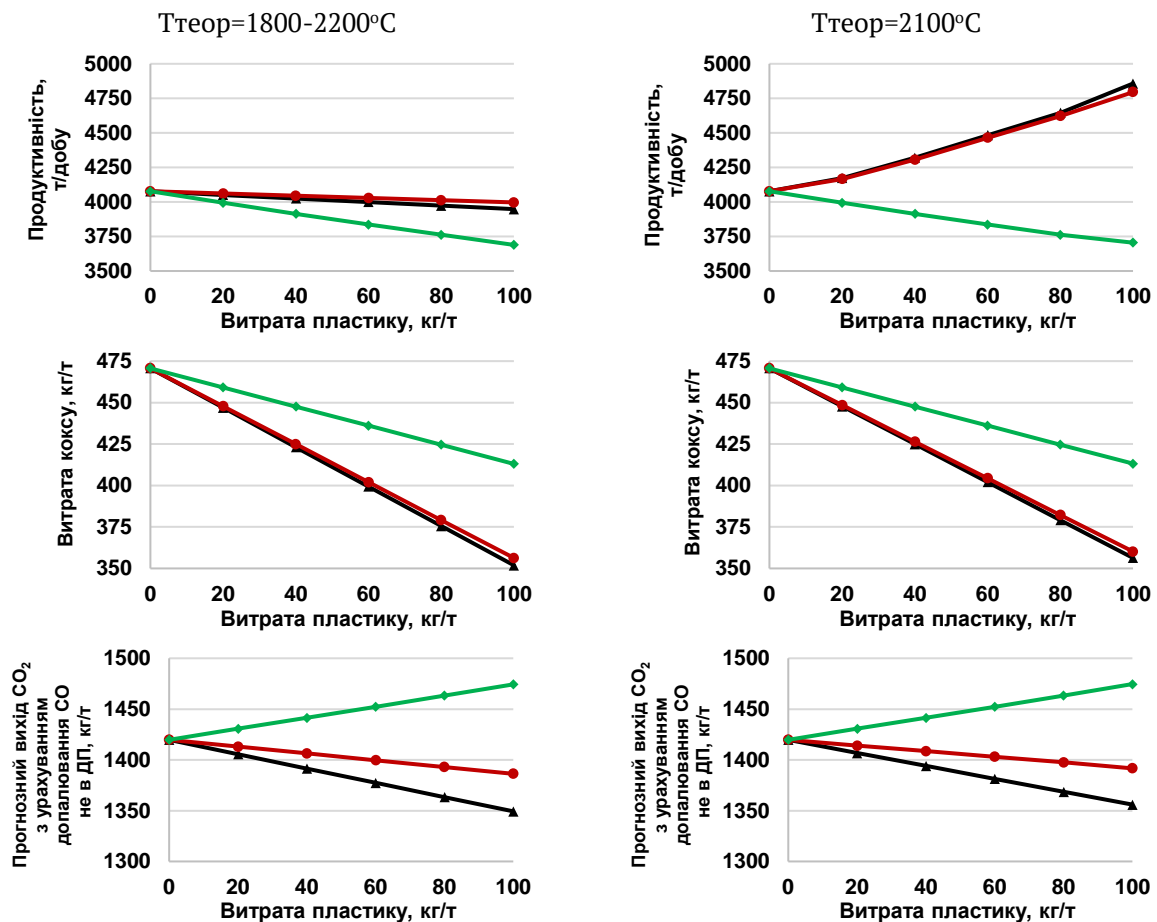 Ттеор=1800-2200°С
Ттеор=2100°С
Продуктивність,
т/добу
5000
4750
4500
4250
4000
3750
3500
0 20 40 60 80 100
Витрата пластику, кг/т
Продуктивність,
т/добу
5000
4750
4500
4250
4000
3750
3500
0 20 40 60 80 100
Витрата пластику, кг/т
Витрата коксу, кг/т
475
450
425
400
375
350
0 20 40 60 80 100
Витрата пластику, кг/т
Витрата коксу, кг/т
475
450
425
400
375
350
0 20 40 60 80 100
Витрата пластику, кг/т
Прогнозний вихід CO₂
з урахуванням
допалювання СО
не в ДП, кг/т
1500
1450
1400
1350
1300
0 20 40 60 80 100
Витрата пластику, кг/т
Прогнозний вихід CO₂
з урахуванням
допалювання СО
не в ДП, кг/т
1500
1450
1400
1350
1300
0 20 40 60 80 100
Витрата пластику, кг/т